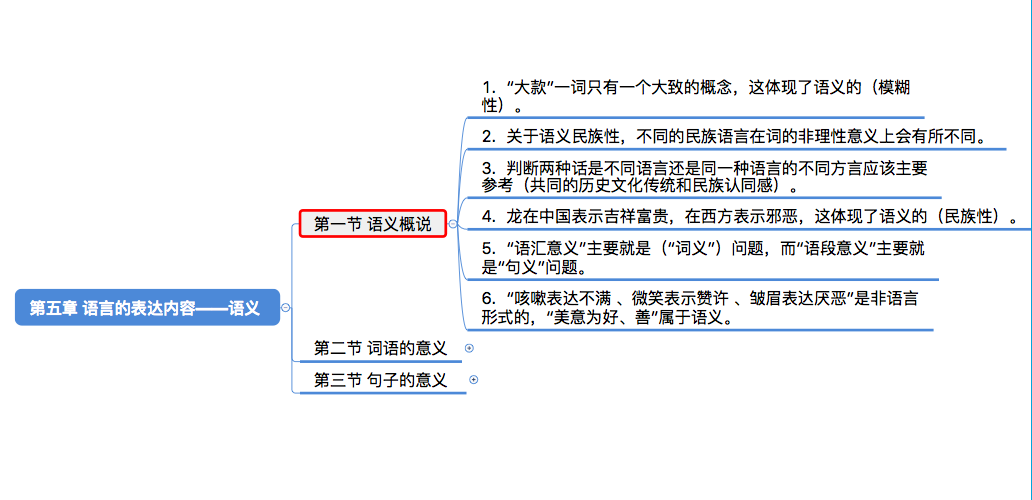 1. “大款”一词只有一个大致的概念，这体现了语义的（模糊
性）。
2. 关于语义民族性，不同的民族语言在词的非理性意义上会有所不同。
3. 判断两种话是不同语言还是同一种语言的不同方言应该主要
参考（共同的历史文化传统和民族认同感）。
第一节 语义概说
4. 龙在中国表示吉祥富贵，在西方表示邪恶，这体现了语义的（民族性）。
5. “语汇意义”主要就是（“词义”）问题，而“语段意义”主要就
是“句义”问题。
第五章 语言的表达内容——语义
6. “咳嗽表达不满 、微笑表示赞许 、皱眉表达厌恶”是非语言
形式的，“美意为好、善”属于语义。
第二节 词语的意义
第三节 句子的意义